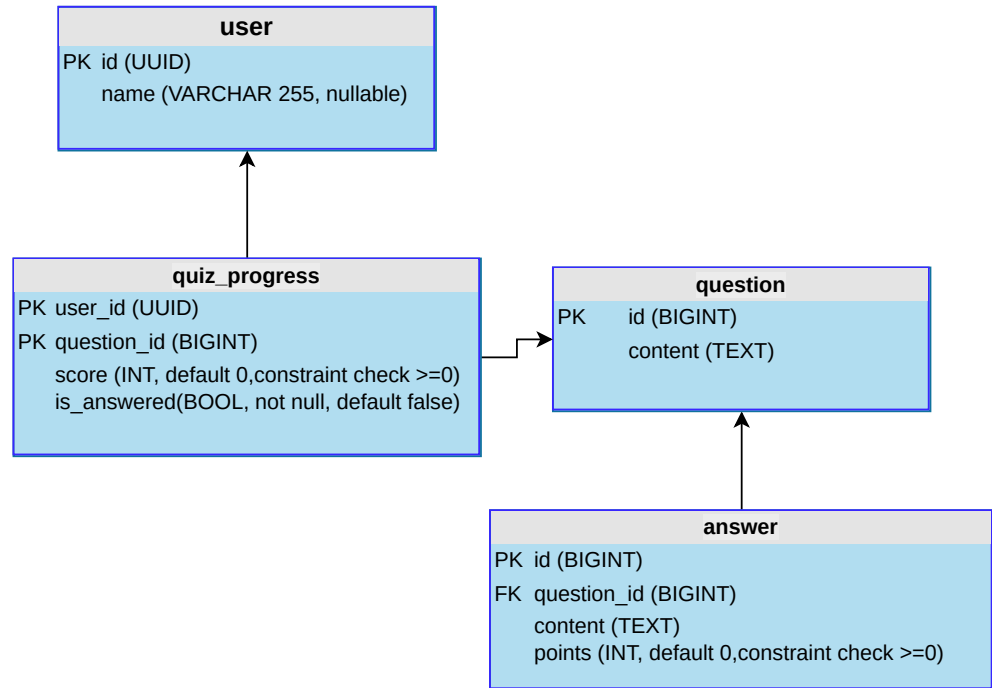 user
PK id (UUID)
name (VARCHAR 255, nullable)
quiz_progress
PK user_id (UUID)
PK question_id (BIGINT)
score (INT, default 0,constraint check >=0)
is_answered(BOOL, not null, default false)
question
PK id (BIGINT)
content (TEXT)
answer
PK id (BIGINT)
FK question_id (BIGINT)
content (TEXT)
points (INT, default 0,constraint check >=0)